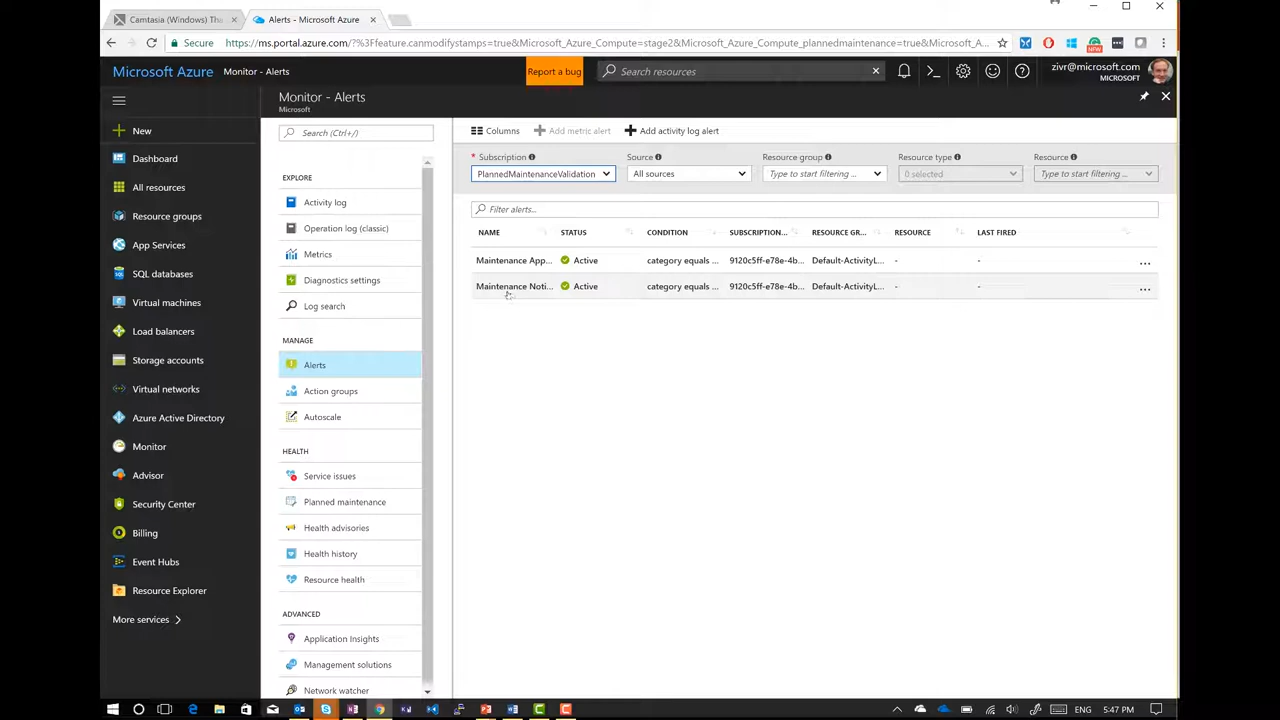 Camtasia (Windows) Th
Alerts - Microsoft Azure
Secure
https://ms.portal.azure.com/?%3Ffeature.canmodifystamps=true&Microsoft_Azure_Compute=stage2&Microsoft_Azure_Compute_plannedmaintenance=true&Microsoft_A...
Microsoft Azure
Monitor - Alerts
Report a bug
Search resources
zivr@microsoft.com
MICROSOFT
New
Dashboard
All resources
Resource groups
App Services
SQL databases
Virtual machines
Load balancers
Storage accounts
Virtual networks
Azure Active Directory
Monitor
Advisor
Security Center
Billing
Event Hubs
Resource Explorer
More services
Monitor - Alerts
Microsoft
Search (Ctrl+/)
EXPLORE
Activity log
Operation log (classic)
Metrics
Diagnostics settings
Log search
MANAGE
Alerts
Action groups
Autoscale
HEALTH
Service issues
Planned maintenance
Health advisories
Health history
Resource health
ADVANCED
Application Insights
Management solutions
Network watcher
Columns
Add metric alert
Add activity log alert
* Subscription
Source
Resource group
Resource type
Resource
PlannedMaintenanceValidation
All sources
Type to start filtering ...
0 selected
Type to start filtering ...
Filter alerts...
NAME
STATUS
CONDITION
SUBSCRIPTION...
RESOURCE GR...
RESOURCE
LAST FIRED
Maintenance App...
Active
category equals ...
9120c5ff-e78e-4b...
Default-ActivityL...
-
-
...
Maintenance Noti...
Active
category equals ...
9120c5ff-e78e-4b...
Default-ActivityL...
-
-
...
ENG
5:47 PM